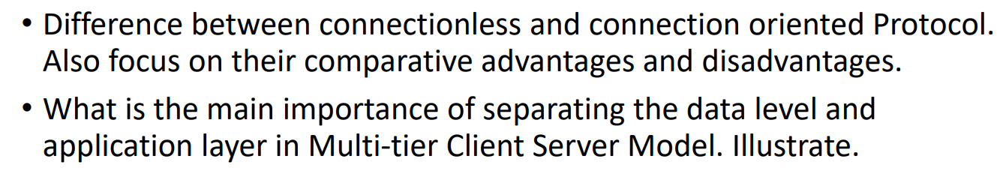 • Difference between connectionless and connection oriented Protocol.
Also focus on their comparative advantages and disadvantages.
• What is the main importance of separating the data level and
application layer in Multi-tier Client Server Model. Illustrate.